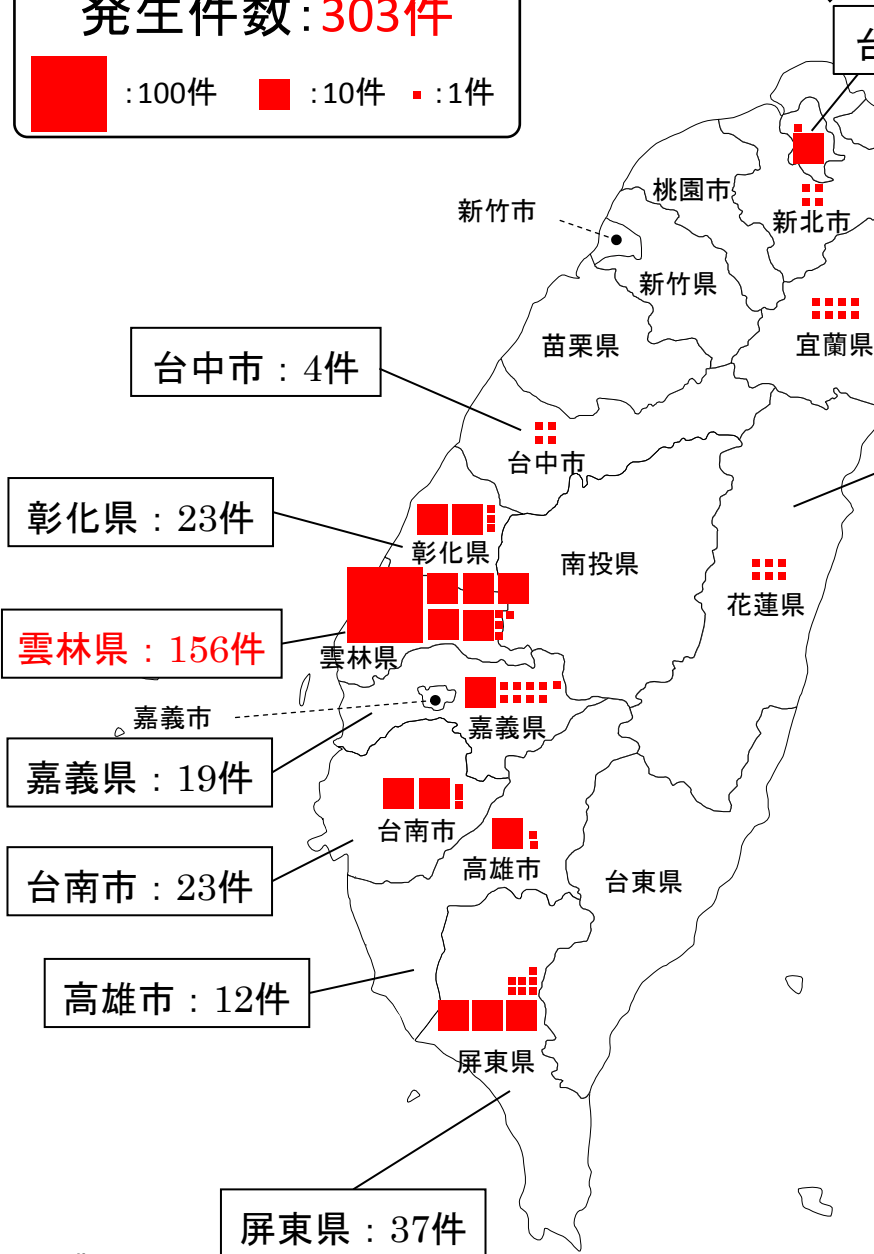 発生件数:303件
:100件 :10件 :1件
台
桃園市
新竹市
新北市
新竹県
苗栗県
宜蘭県
台中市：4件
台中市
彰化県：23件
彰化県
南投県
花蓮県
雲林県：156件
雲林県
嘉義市
嘉義県
嘉義県：19件
台南市
高雄市
台南市：23件
台東県
高雄市：12件
屏東県
屏東県：37件